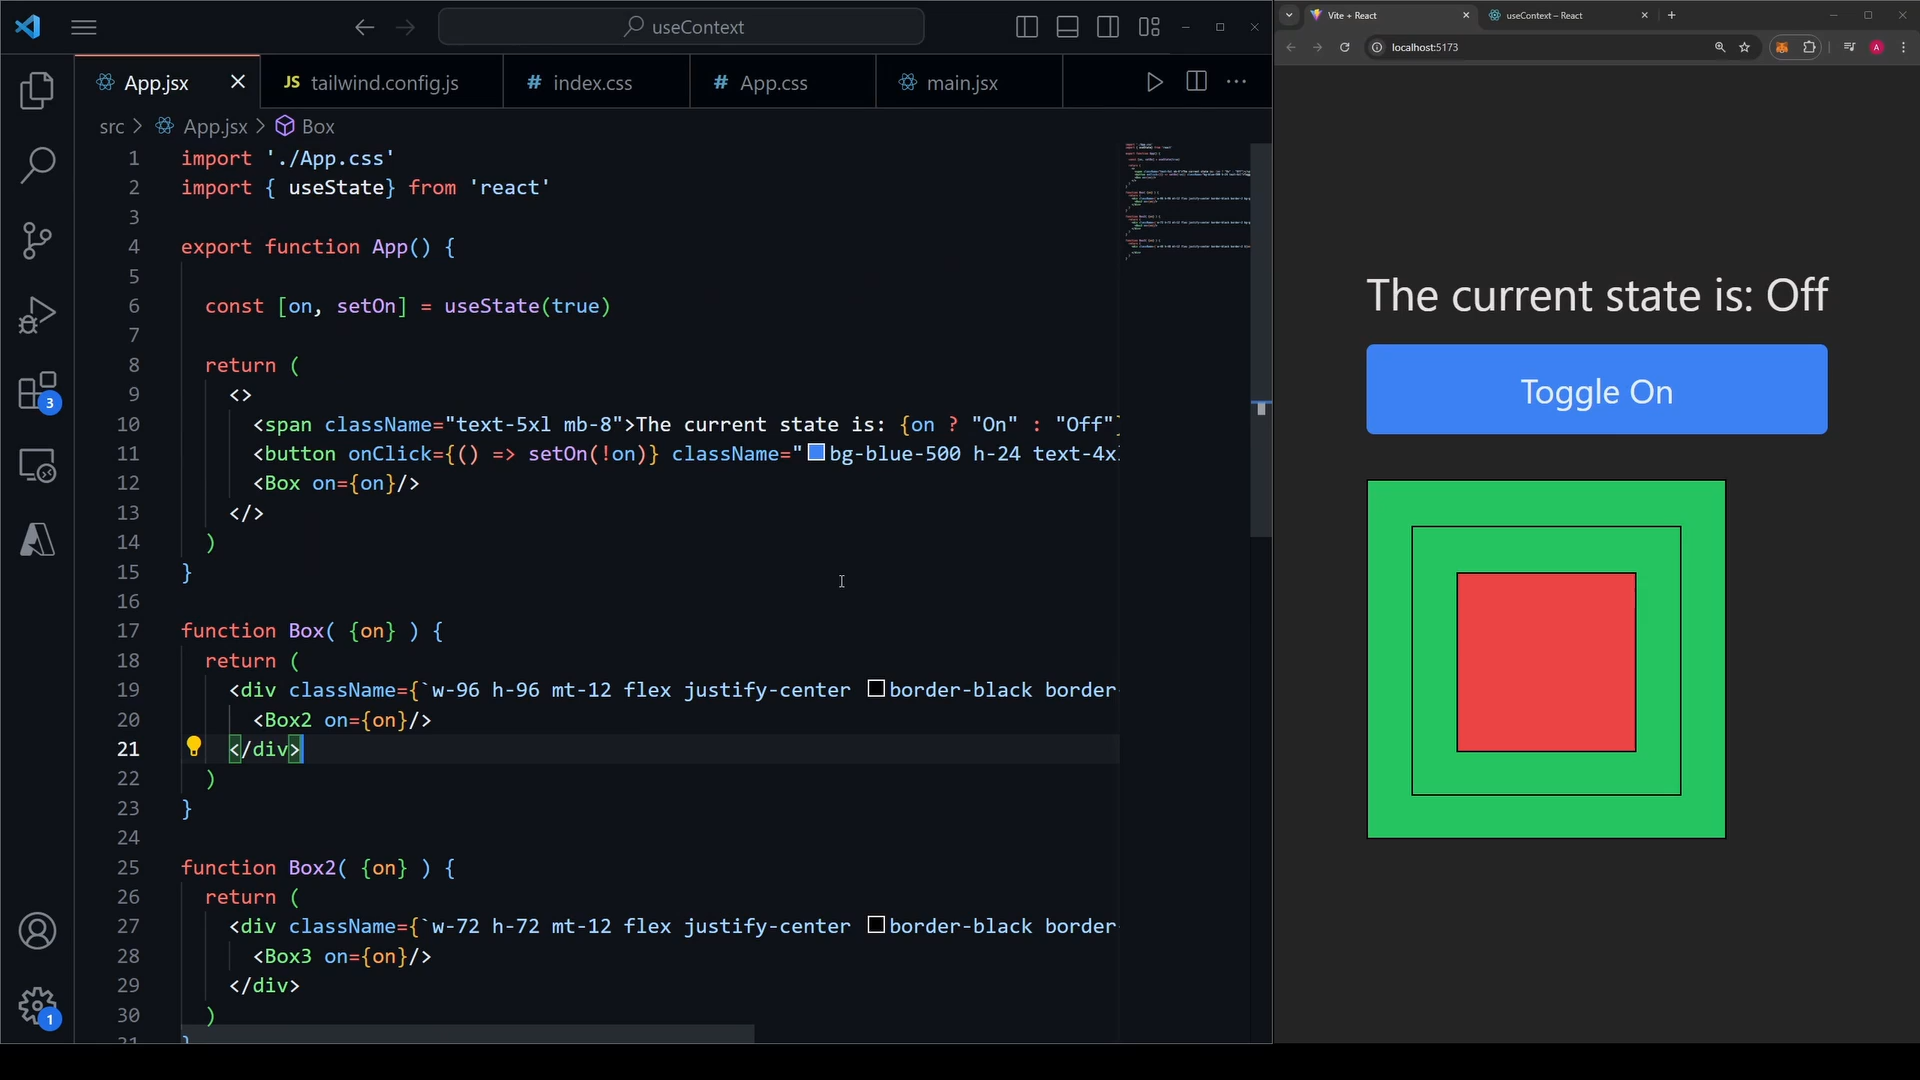 useContext
App.jsx
JS tailwind.config.js
# index.css
# App.css
main.jsx
src > App.jsx > Box
1 import './App.css'
2 import { useState} from 'react'
3
4 export function App() {
5
6 const [on, setOn] = useState(true)
7
8 return (
9 <>
10 <span className="text-5xl mb-8">The current state is: {on ? "On" : "Off"}
11 <button onClick={() => setOn(!on)} className="bg-blue-500 h-24 text-4xl
12 <Box on={on}/>
13 </>
14 )
15 }
16
17 function Box( {on} ) {
18 return (
19 <div className={`w-96 h-96 mt-12 flex justify-center border-black border-
20 <Box2 on={on}/>
21 </div>
22 )
23 }
24
25 function Box2( {on} ) {
26 return (
27 <div className={`w-72 h-72 mt-12 flex justify-center border-black border-
28 <Box3 on={on}/>
29 </div>
30 )
31 }
3
1
Vite + React
useContext – React
localhost:5173
A
The current state is: Off
Toggle On